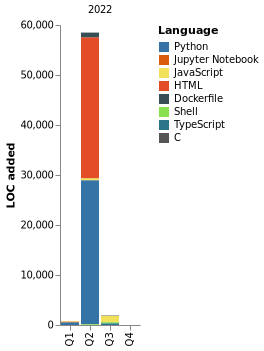 2022
Language
Python
Jupyter Notebook
JavaScript
HTML
Dockerfile
Shell
TypeScript
C
LOC added
60,000
50,000
40,000
30,000
20,000
10,000
0
Q1
Q2
Q3
Q4